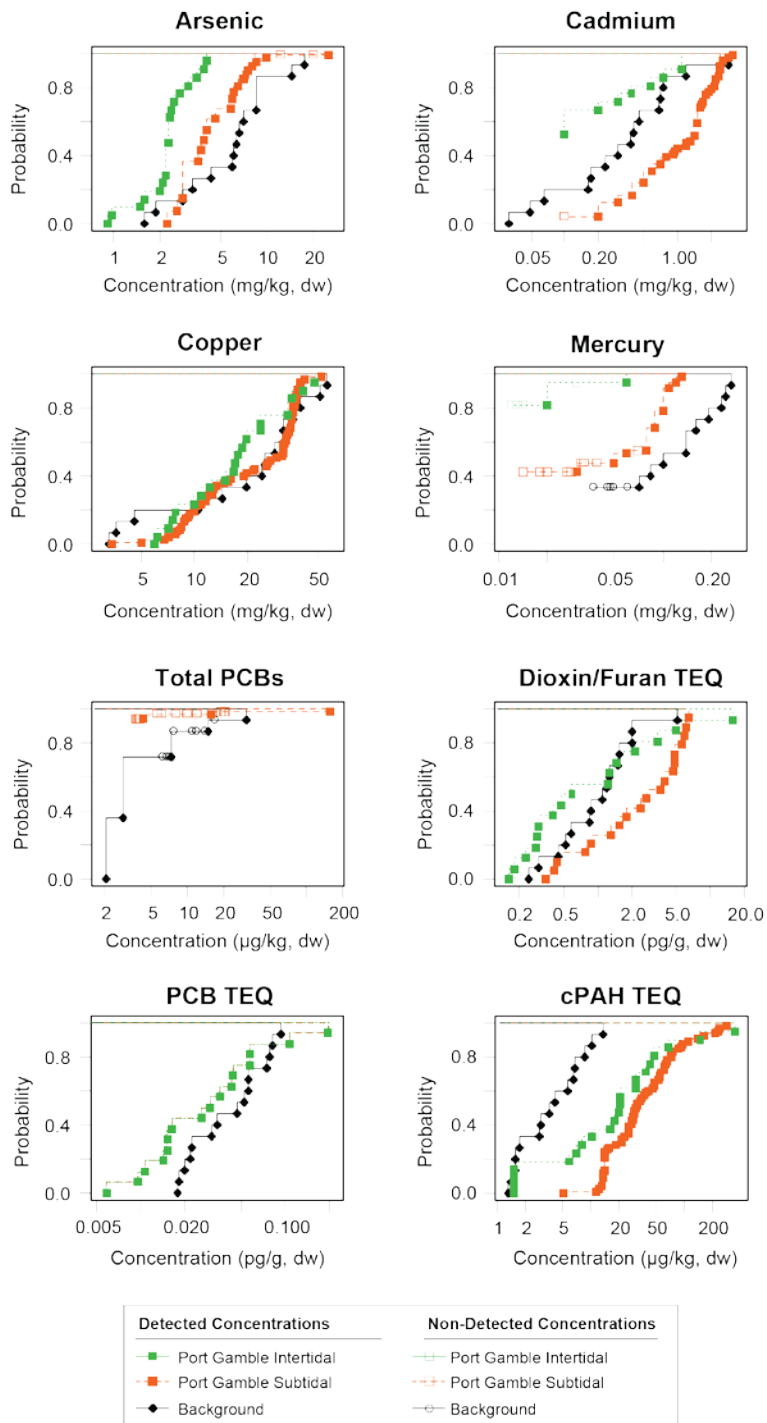 Arsenic
Probability
0.8
0.4
0.0
1 2 5 10 20
Concentration (mg/kg, dw)
Cadmium
Probability
0.8
0.4
0.0
0.05 0.20 1.00
Concentration (mg/kg, dw)
Copper
Probability
0.8
0.4
0.0
5 10 20 50
Concentration (mg/kg, dw)
Mercury
Probability
0.8
0.4
0.0
0.01 0.05 0.20
Concentration (mg/kg, dw)
Total PCBs
Probability
0.8
0.4
0.0
2 5 10 20 50 200
Concentration (µg/kg, dw)
Dioxin/Furan TEQ
Probability
0.8
0.4
0.0
0.2 0.5 2.0 5.0 20.0
Concentration (pg/g, dw)
PCB TEQ
Probability
0.8
0.4
0.0
0.005 0.020 0.100
Concentration (pg/g, dw)
cPAH TEQ
Probability
0.8
0.4
0.0
1 2 5 20 50 200
Concentration (µg/kg, dw)
Detected Concentrations
Port Gamble Intertidal
Port Gamble Subtidal
Background
Non-Detected Concentrations
Port Gamble Intertidal
Port Gamble Subtidal
Background